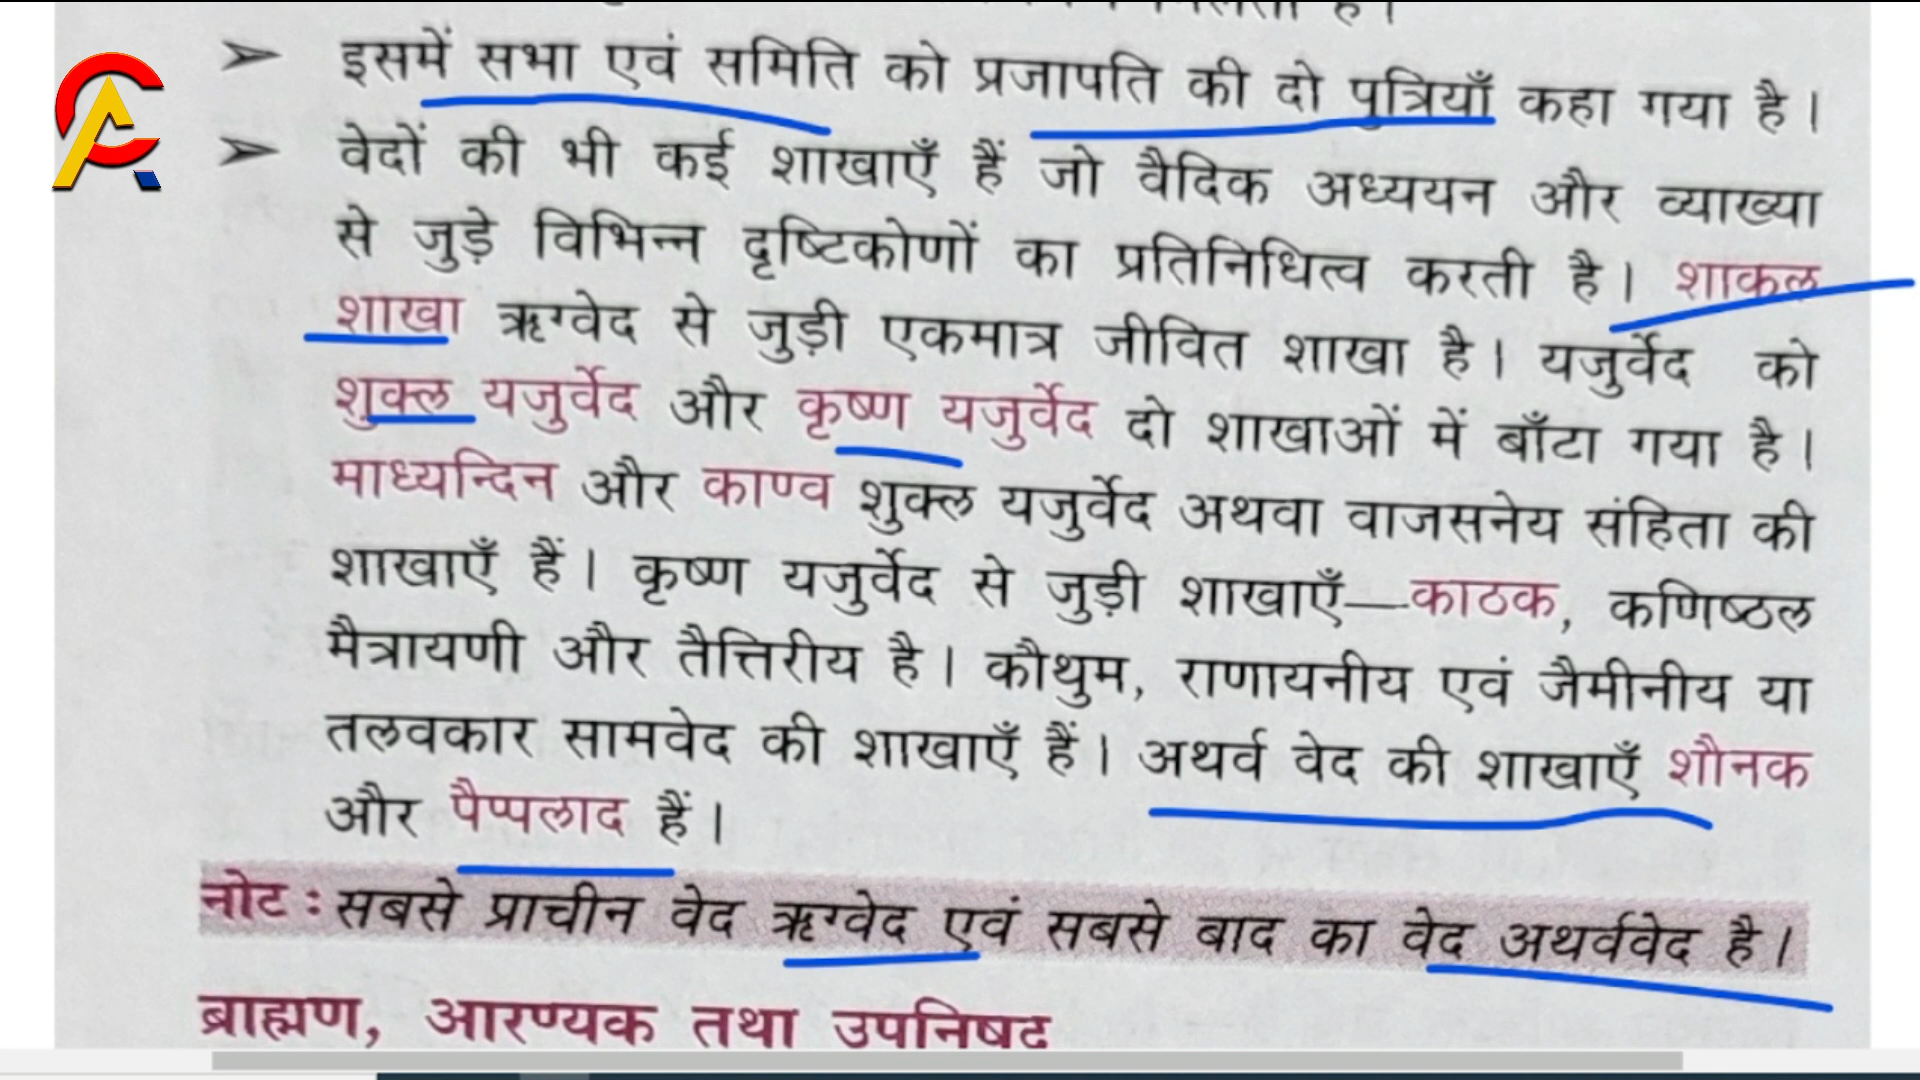 ➢ इसमें सभा एवं समिति को प्रजापति की दो पुत्रियाँ कहा गया है।
➢ वेदों की भी कई शाखाएँ हैं जो वैदिक अध्ययन और व्याख्या
से जुड़े विभिन्न दृष्टिकोणों का प्रतिनिधित्व करती है। शाकल
शाखा ऋग्वेद से जुड़ी एकमात्र जीवित शाखा है। यजुर्वेद को
शुक्ल यजुर्वेद और कृष्ण यजुर्वेद दो शाखाओं में बाँटा गया है।
माध्यन्दिन और काण्व शुक्ल यजुर्वेद अथवा वाजसनेय संहिता की
शाखाएँ हैं। कृष्ण यजुर्वेद से जुड़ी शाखाएँ—काठक, कणिष्ठल
मैत्रायणी और तैत्तिरीय है। कौथुम, राणायनीय एवं जैमीनीय या
तलवकार सामवेद की शाखाएँ हैं। अथर्व वेद की शाखाएँ शौनक
और पैप्पलाद हैं।
नोट : सबसे प्राचीन वेद ऋग्वेद एवं सबसे बाद का वेद अथर्ववेद है।
ब्राह्मण, आरण्यक तथा उपनिषद